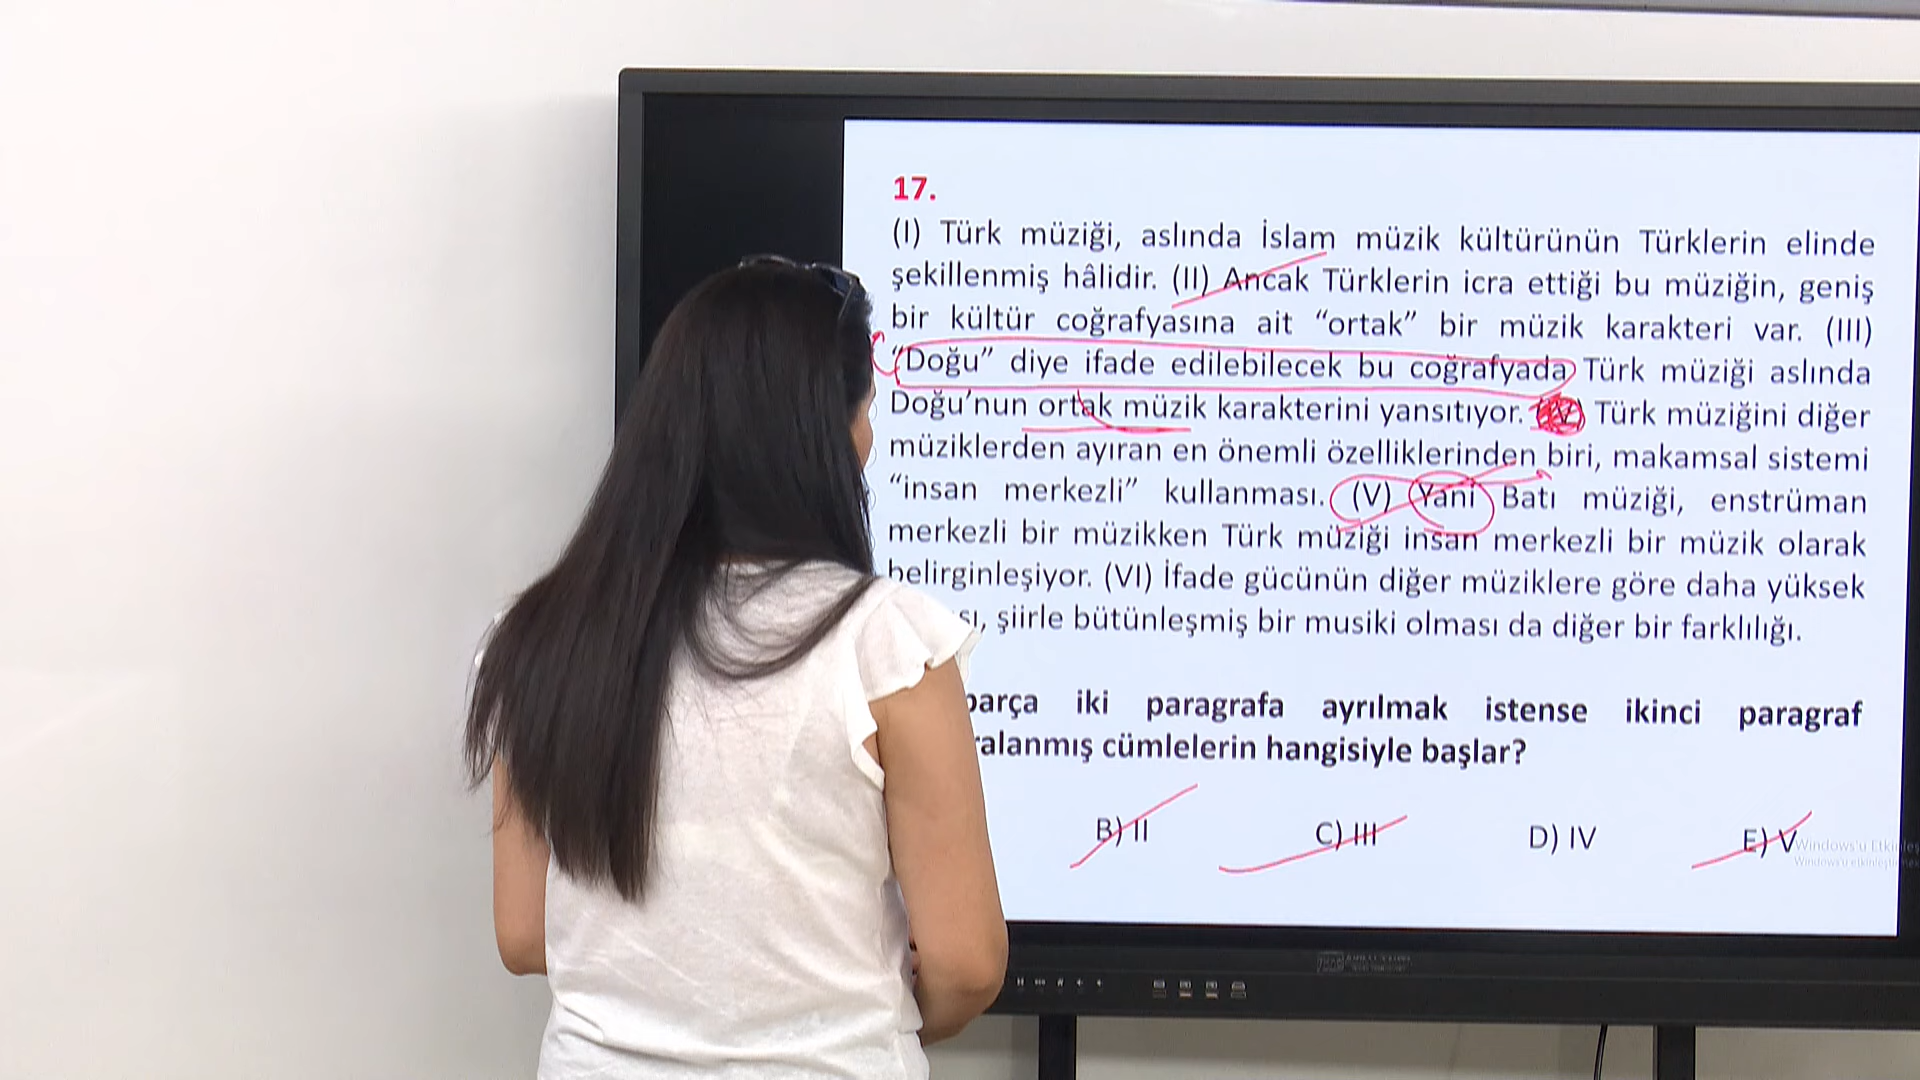 17.
(I) Türk müziği, aslında İslam müzik kültürünün Türklerin elinde
şekillenmiş hâlidir. (II) Ancak Türklerin icra ettiği bu müziğin, geniş
bir kültür coğrafyasına ait “ortak” bir müzik karakteri var. (III)
“Doğu” diye ifade edilebilecek bu coğrafyada Türk müziği aslında
Doğu’nun ortak müzik karakterini yansıtıyor. (IV) Türk müziğini diğer
müziklerden ayıran en önemli özelliklerinden biri, makamsal sistemi
“insan merkezli” kullanması. (V) Yani Batı müziği, enstrüman
merkezli bir müzikken Türk müziği insan merkezli bir müzik olarak
belirginleşiyor. (VI) İfade gücünün diğer müziklere göre daha yüksek
sı, şiirle bütünleşmiş bir musiki olması da diğer bir farklılığı.
parça iki paragrafa ayrılmak istense ikinci paragraf
ralanmış cümlelerin hangisiyle başlar?
B) II C) III D) IV E) V
Windows'u Etkinleş